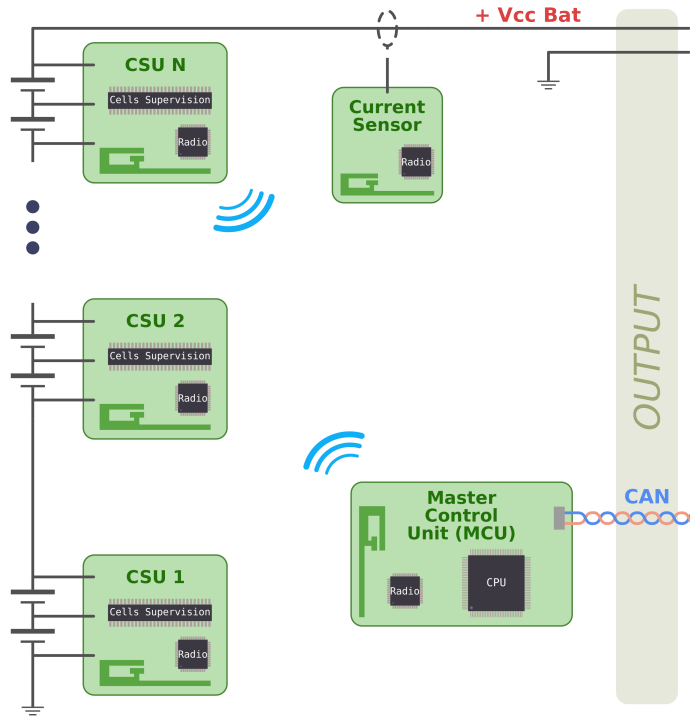 + Vcc Bat
CSU N
Cells Supervision
Radio
Current
Sensor
Radio
CSU 2
Cells Supervision
Radio
OUTPUT
Master
Control
Unit (MCU)
CAN
Radio
CPU
CSU 1
Cells Supervision
Radio